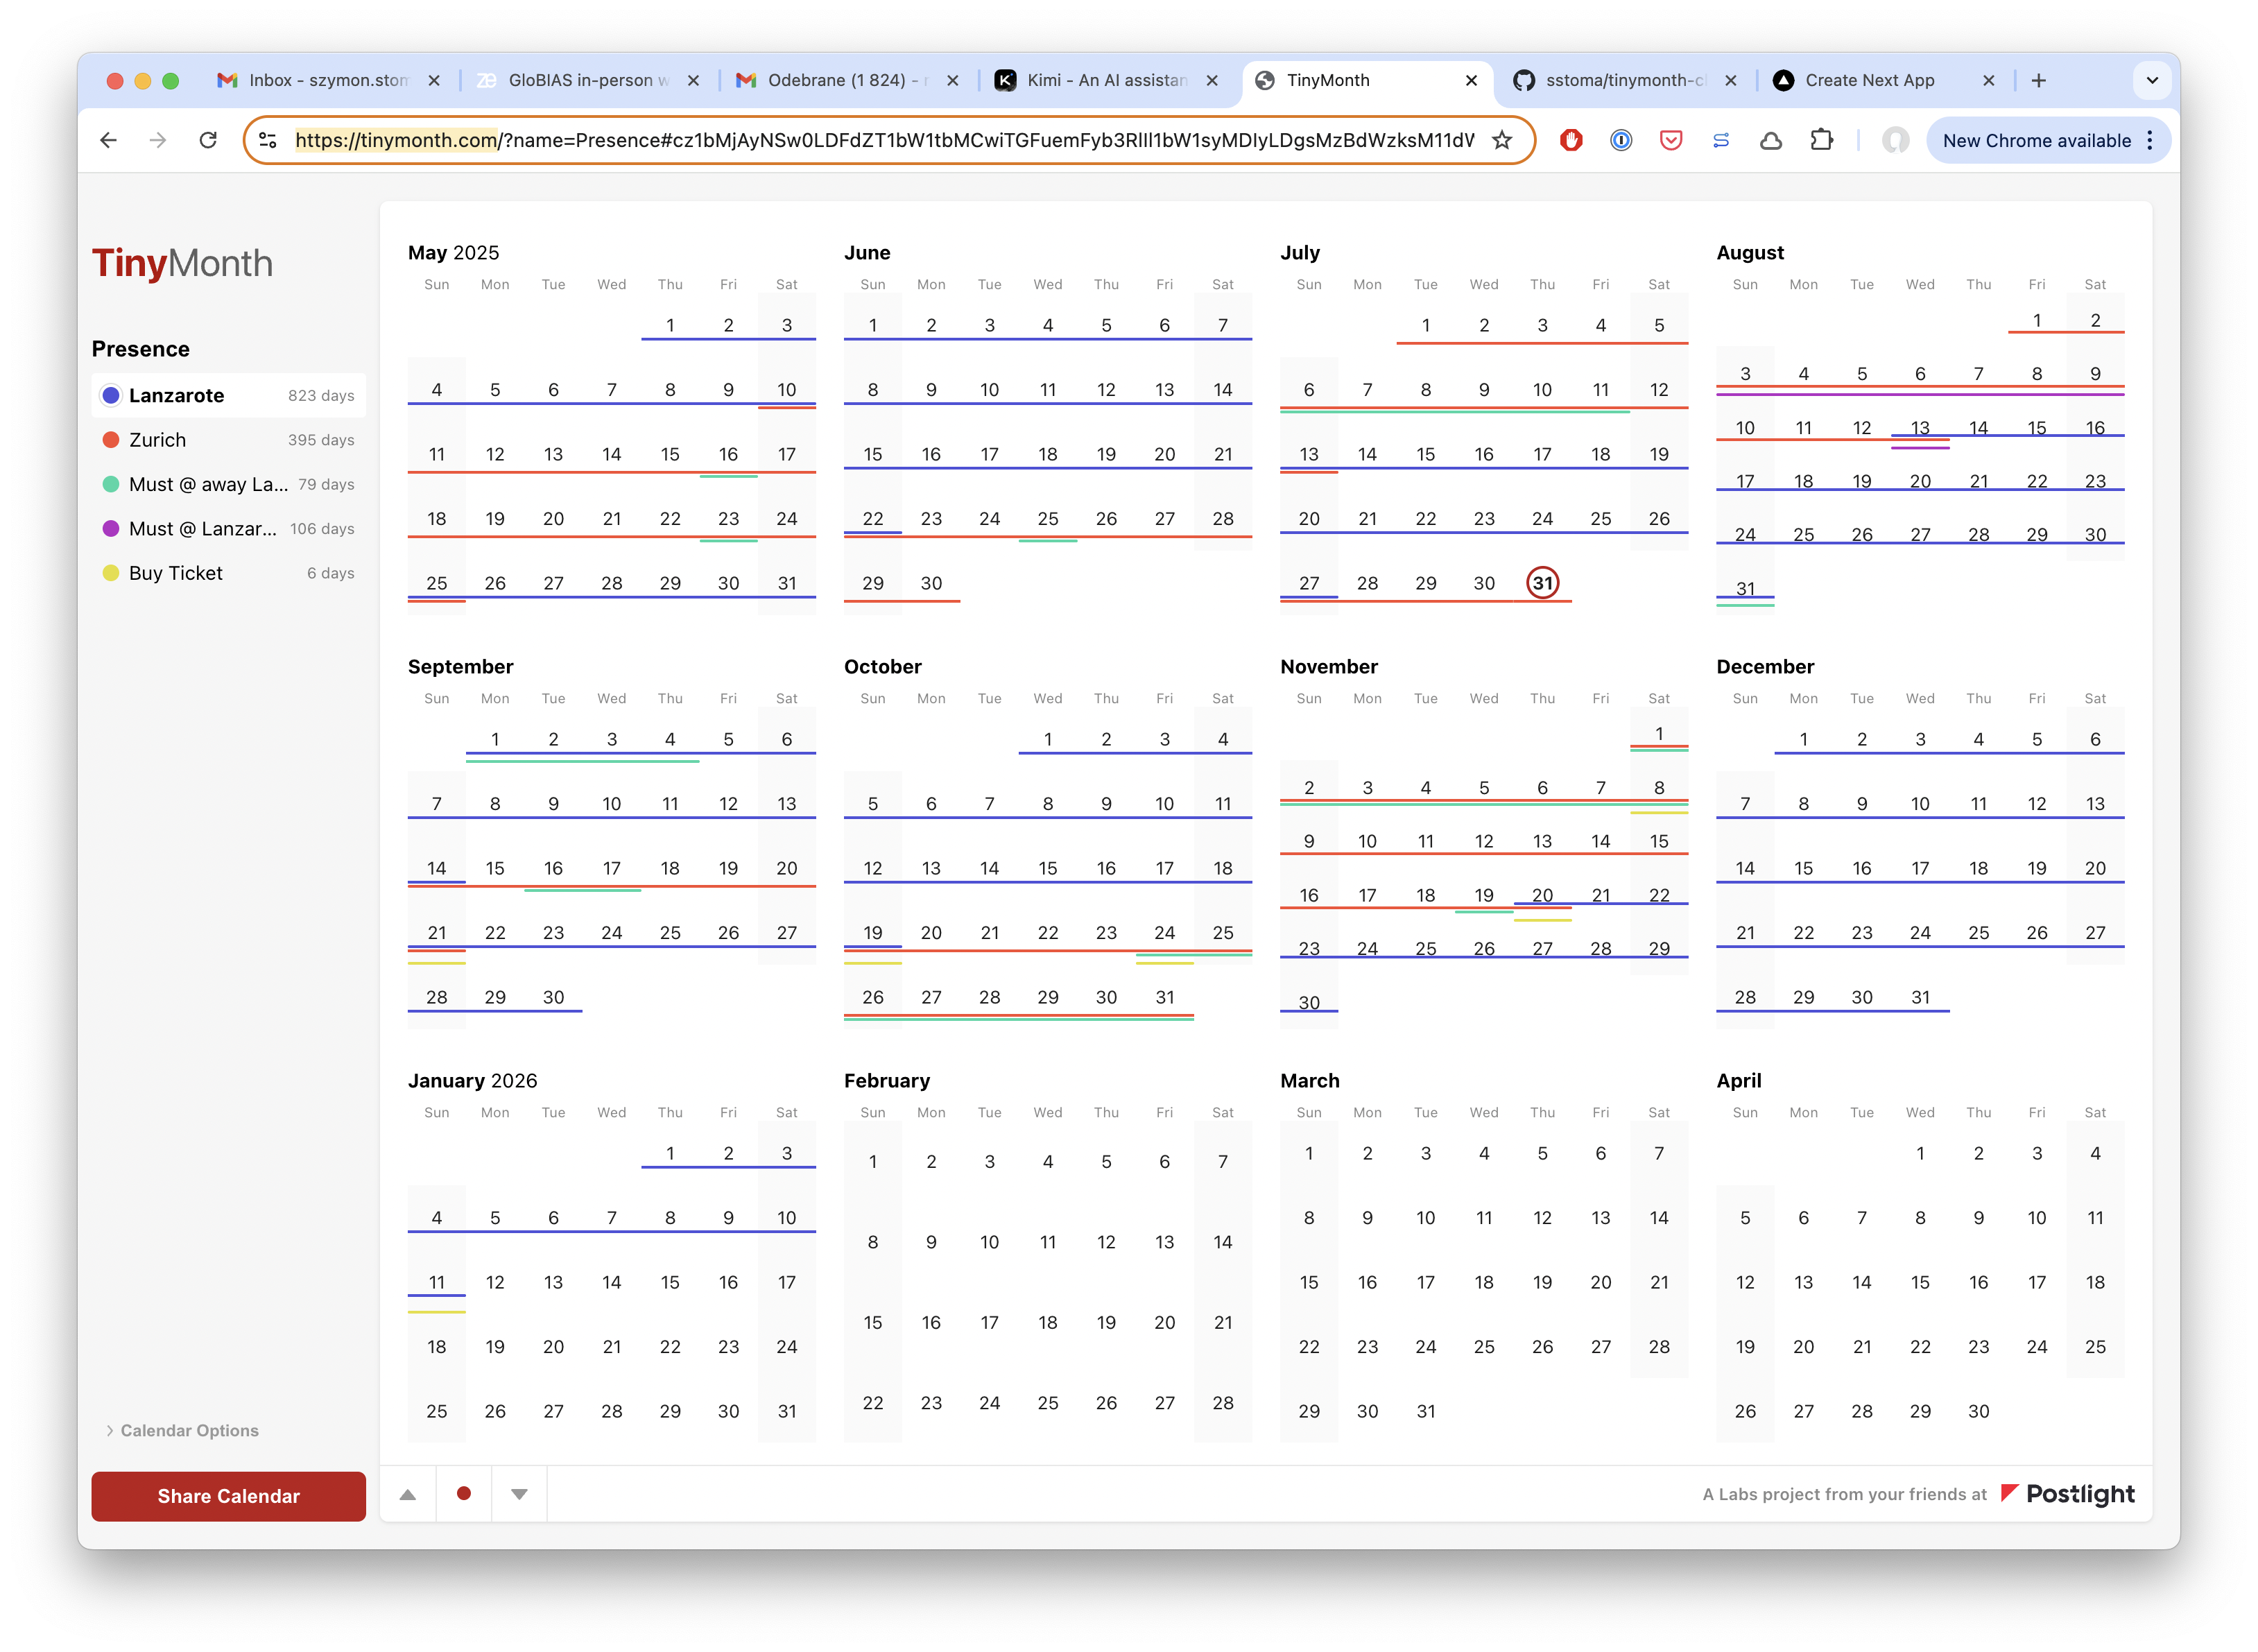 Inbox - szymon.stom
GloBIAS in-person w
Odebrane (1 824) - r
Kimi - An AI assistan
TinyMonth
sstoma/tinymonth-cl
Create Next App
https://tinymonth.com/?name=Presence#cz1bMjAyNSw0LDFdZT1bW1tbMCwiTGFuemFyb3RlIl1bW1syMDIyLDgsMzBdWzksM11dW
New Chrome available
TinyMonth
Presence
Lanzarote 823 days
Zurich 395 days
Must @ away La... 79 days
Must @ Lanzar... 106 days
Buy Ticket 6 days
Calendar Options
Share Calendar
May 2025
Sun Mon Tue Wed Thu Fri Sat
1 2 3
4 5 6 7 8 9 10
11 12 13 14 15 16 17
18 19 20 21 22 23 24
25 26 27 28 29 30 31
June
Sun Mon Tue Wed Thu Fri Sat
1 2 3 4 5 6 7
8 9 10 11 12 13 14
15 16 17 18 19 20 21
22 23 24 25 26 27 28
29 30
July
Sun Mon Tue Wed Thu Fri Sat
1 2 3 4 5
6 7 8 9 10 11 12
13 14 15 16 17 18 19
20 21 22 23 24 25 26
27 28 29 30 31
August
Sun Mon Tue Wed Thu Fri Sat
1 2
3 4 5 6 7 8 9
10 11 12 13 14 15 16
17 18 19 20 21 22 23
24 25 26 27 28 29 30
31
September
Sun Mon Tue Wed Thu Fri Sat
1 2 3 4 5 6
7 8 9 10 11 12 13
14 15 16 17 18 19 20
21 22 23 24 25 26 27
28 29 30
October
Sun Mon Tue Wed Thu Fri Sat
1 2 3 4
5 6 7 8 9 10 11
12 13 14 15 16 17 18
19 20 21 22 23 24 25
26 27 28 29 30 31
November
Sun Mon Tue Wed Thu Fri Sat
1
2 3 4 5 6 7 8
9 10 11 12 13 14 15
16 17 18 19 20 21 22
23 24 25 26 27 28 29
30
December
Sun Mon Tue Wed Thu Fri Sat
1 2 3 4 5 6
7 8 9 10 11 12 13
14 15 16 17 18 19 20
21 22 23 24 25 26 27
28 29 30 31
January 2026
Sun Mon Tue Wed Thu Fri Sat
1 2 3
4 5 6 7 8 9 10
11 12 13 14 15 16 17
18 19 20 21 22 23 24
25 26 27 28 29 30 31
February
Sun Mon Tue Wed Thu Fri Sat
1 2 3 4 5 6 7
8 9 10 11 12 13 14
15 16 17 18 19 20 21
22 23 24 25 26 27 28
March
Sun Mon Tue Wed Thu Fri Sat
1 2 3 4 5 6 7
8 9 10 11 12 13 14
15 16 17 18 19 20 21
22 23 24 25 26 27 28
29 30 31
April
Sun Mon Tue Wed Thu Fri Sat
1 2 3 4
5 6 7 8 9 10 11
12 13 14 15 16 17 18
19 20 21 22 23 24 25
26 27 28 29 30
A Labs project from your friends at Postlight